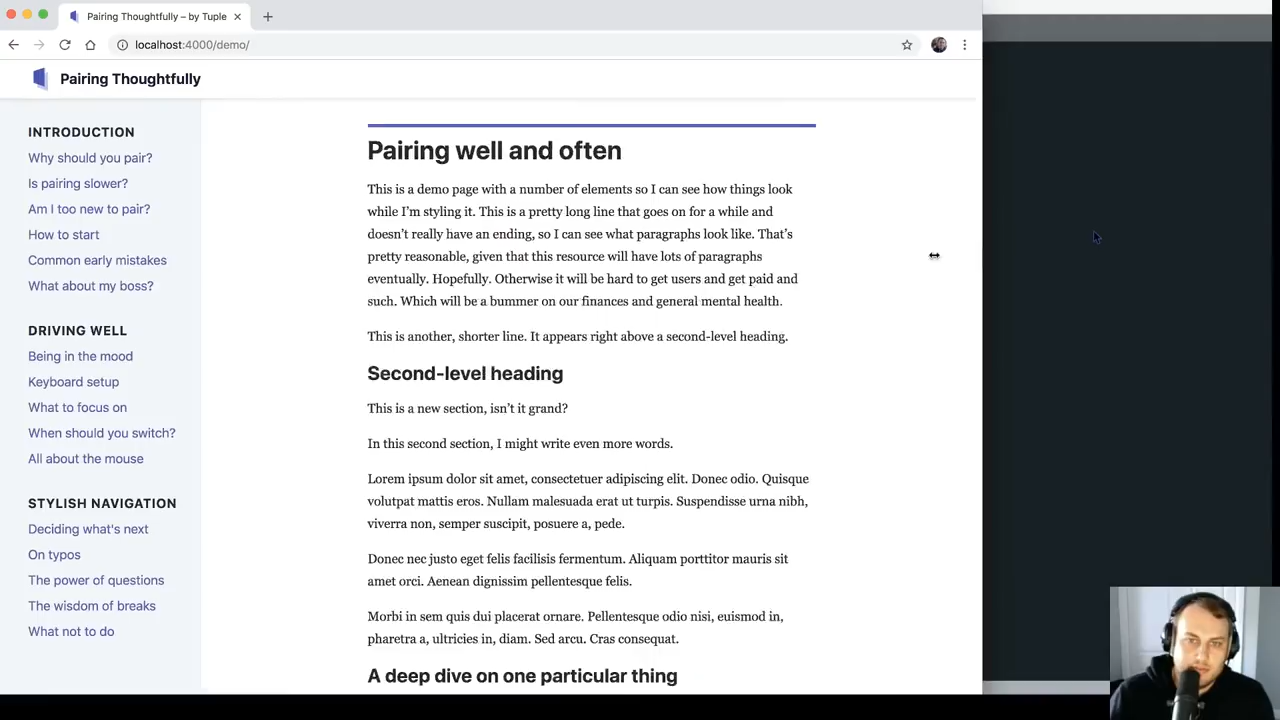 Pairing Thoughtfully – by Tuple
localhost:4000/demo/
Pairing Thoughtfully
INTRODUCTION
Why should you pair?
Is pairing slower?
Am I too new to pair?
How to start
Common early mistakes
What about my boss?
DRIVING WELL
Being in the mood
Keyboard setup
What to focus on
When should you switch?
All about the mouse
STYLISH NAVIGATION
Deciding what's next
On typos
The power of questions
The wisdom of breaks
What not to do
Pairing well and often
This is a demo page with a number of elements so I can see how things look
while I’m styling it. This is a pretty long line that goes on for a while and
doesn’t really have an ending, so I can see what paragraphs look like. That’s
pretty reasonable, given that this resource will have lots of paragraphs
eventually. Hopefully. Otherwise it will be hard to get users and get paid and
such. Which will be a bummer on our finances and general mental health.
This is another, shorter line. It appears right above a second-level heading.
Second-level heading
This is a new section, isn’t it grand?
In this second section, I might write even more words.
Lorem ipsum dolor sit amet, consectetuer adipiscing elit. Donec odio. Quisque
volutpat mattis eros. Nullam malesuada erat ut turpis. Suspendisse urna nibh,
viverra non, semper suscipit, posuere a, pede.
Donec nec justo eget felis facilisis fermentum. Aliquam porttitor mauris sit
amet orci. Aenean dignissim pellentesque felis.
Morbi in sem quis dui placerat ornare. Pellentesque odio nisi, euismod in,
pharetra a, ultricies in, diam. Sed arcu. Cras consequat.
A deep dive on one particular thing